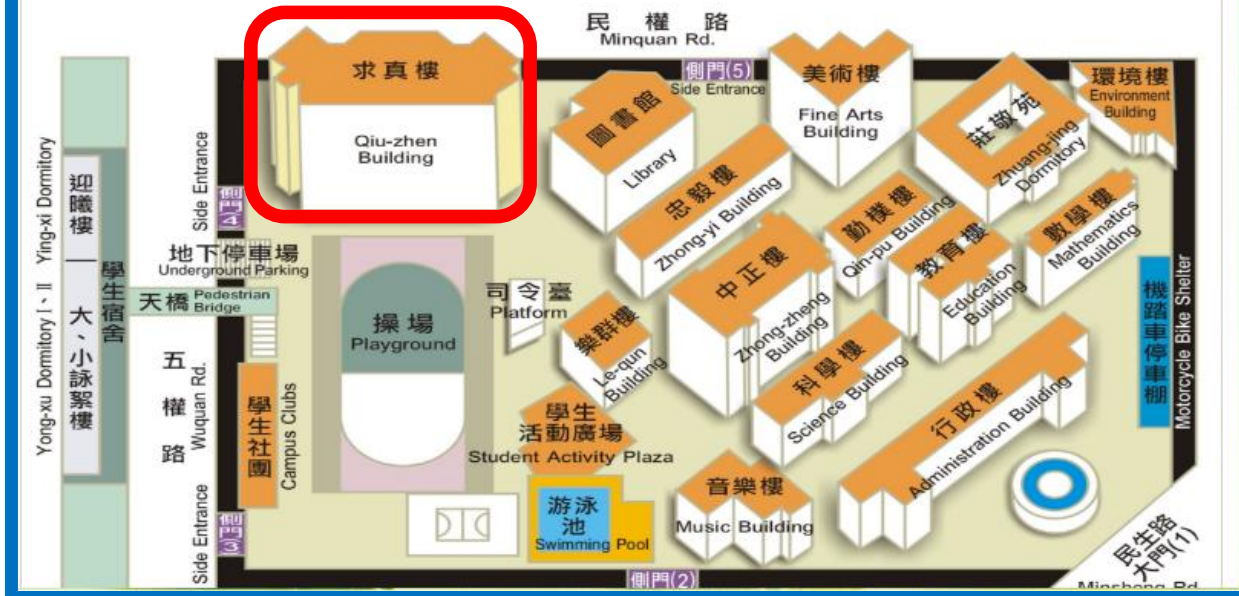 民權路
Minquan Rd.
求真樓
Qiu-zhen
Building
側門(5)
Side Entrance
圖書館
Library
美術樓
Fine Arts
Building
莊敬苑
Zhuang-jing
Dormitory
環境樓
Environment
Building
忠毅樓
Zhong-yi Building
勤樸樓
Qin-pu Building
教育樓
Education
Building
數學樓
Mathematics
Building
機踏車停車棚
Motorcycle Bike Shelter
中正樓
Zhong-zheng
Building
科學樓
Science Building
行政樓
Administration Building
樂群樓
Le-qun
Building
司令臺
Platform
操場
Playground
側門4
Side Entrance
地下停車場
Underground Parking
天橋
Pedestrian
Bridge
迎曦樓 — 大、小詠絮樓
學生宿舍
Yong-xu Dormitory I、II Ying-xi Dormitory
五權路
Wuquan Rd.
學生社團
Campus Clubs
學生
活動廣場
Student Activity Plaza
游泳
池
Swimming Pool
音樂樓
Music Building
側門3
Side Entrance
側門(2)
民生路
大門(1)
Minsheng Rd